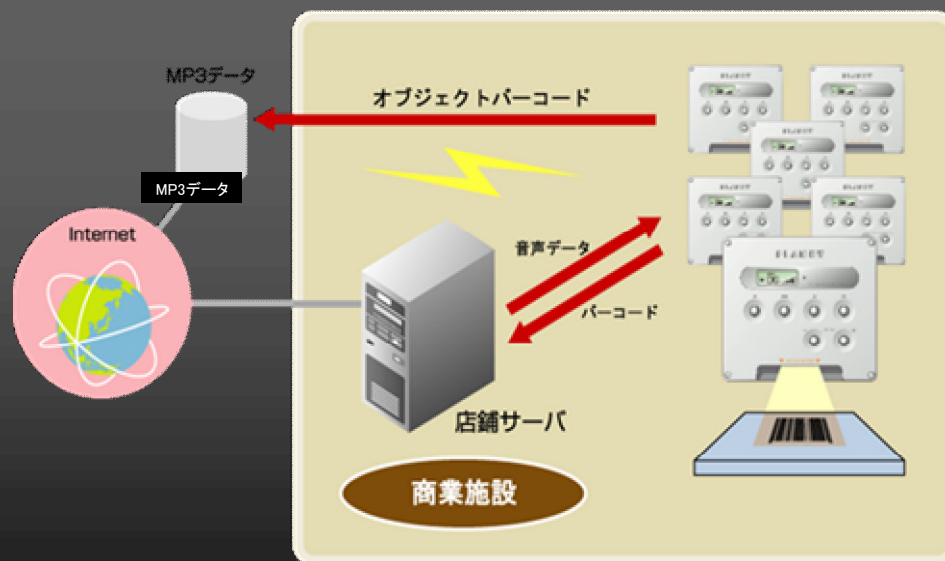 MP3データ
オブジェクトバーコード
MP3データ
Internet
音声データ
バーコード
店舗サーバ
商業施設